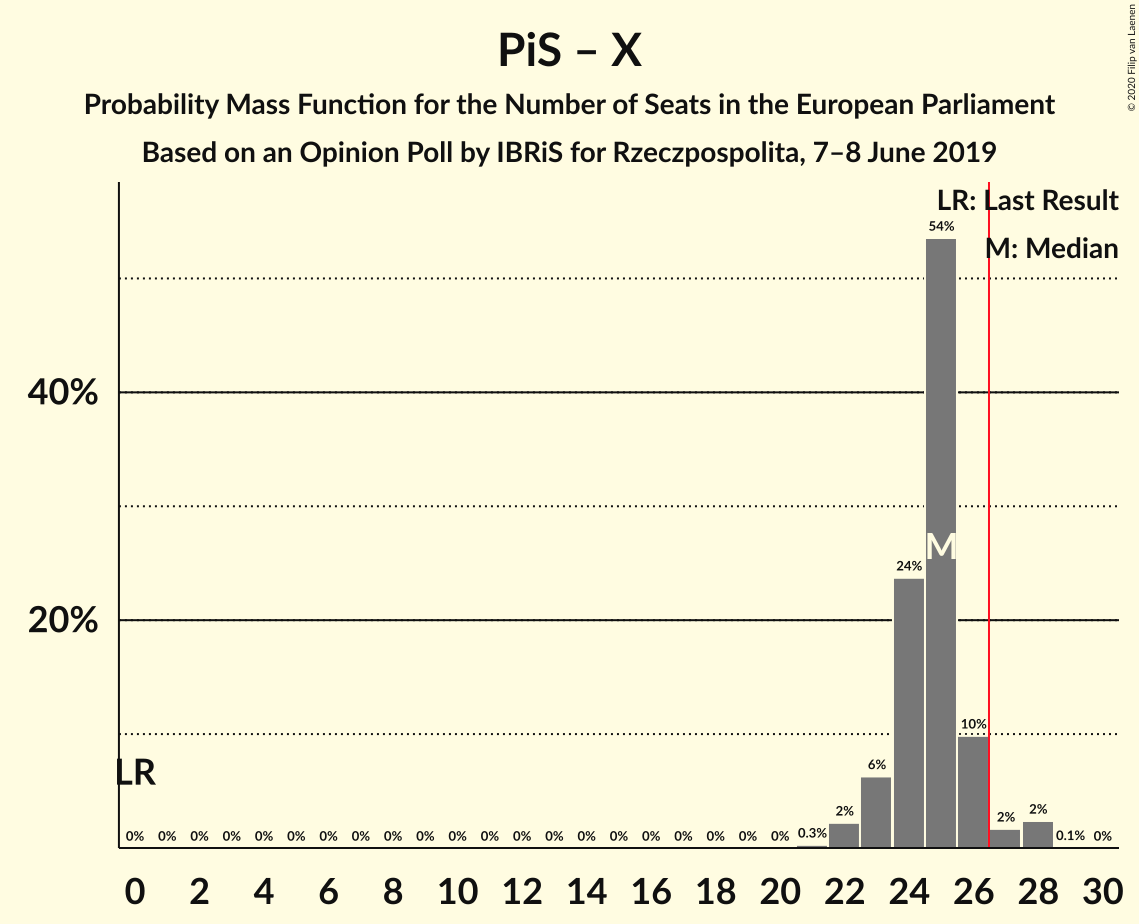 PiS – X
Probability Mass Function for the Number of Seats in the European Parliament
Based on an Opinion Poll by IBRiS for Rzeczpospolita, 7–8 June 2019
© 2020 Filip van Laenen
LR: Last Result
M: Median
54%
40%
M
24%
20%
10%
LR
6%
0% 0% 0% 0% 0% 0% 0% 0% 0% 0% 0% 0% 0% 0% 0% 0% 0% 0% 0% 0% 0% 0.3% 2% 2% 2% 0.1% 0%
0 2 4 6 8 10 12 14 16 18 20 22 24 26 28 30